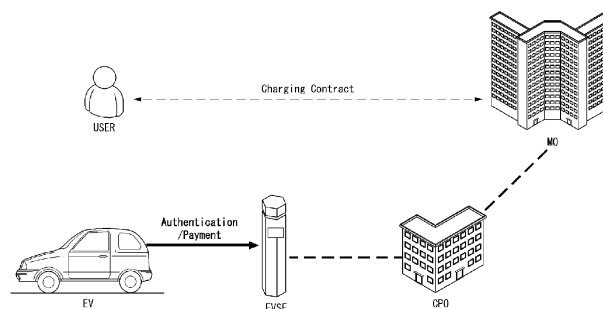 Charging Contract
USER
MO
Authentication
/Payment
EV
EVSE
CPO